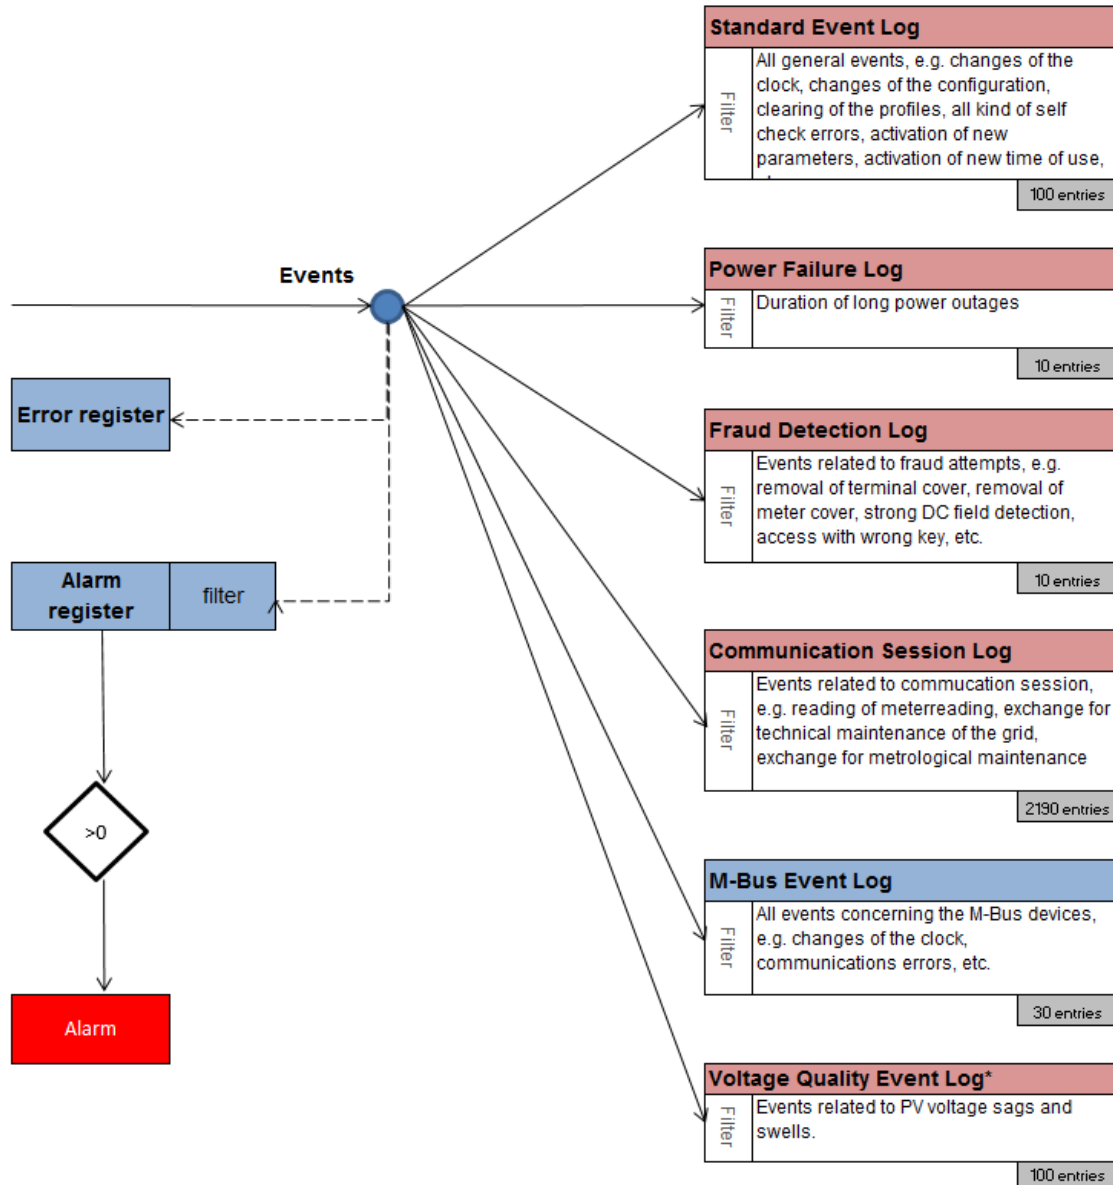 Standard Event Log
Filter
All general events, e.g. changes of the
clock, changes of the configuration,
clearing of the profiles, all kind of self
check errors, activation of new
parameters, activation of new time of use,
100 entries
Events
Power Failure Log
Filter
Duration of long power outages
10 entries
Error register
Fraud Detection Log
Filter
Events related to fraud attempts, e.g.
removal of terminal cover, removal of
meter cover, strong DC field detection,
access with wrong key, etc.
10 entries
Alarm
register
filter
Communication Session Log
Filter
Events related to commucation session,
e.g. reading of meterreading, exchange for
technical maintenance of the grid,
exchange for metrological maintenance
2190 entries
>0
M-Bus Event Log
Filter
All events concerning the M-Bus devices,
e.g. changes of the clock,
communications errors, etc.
30 entries
Alarm
Voltage Quality Event Log*
Filter
Events related to PV voltage sags and
swells.
100 entries